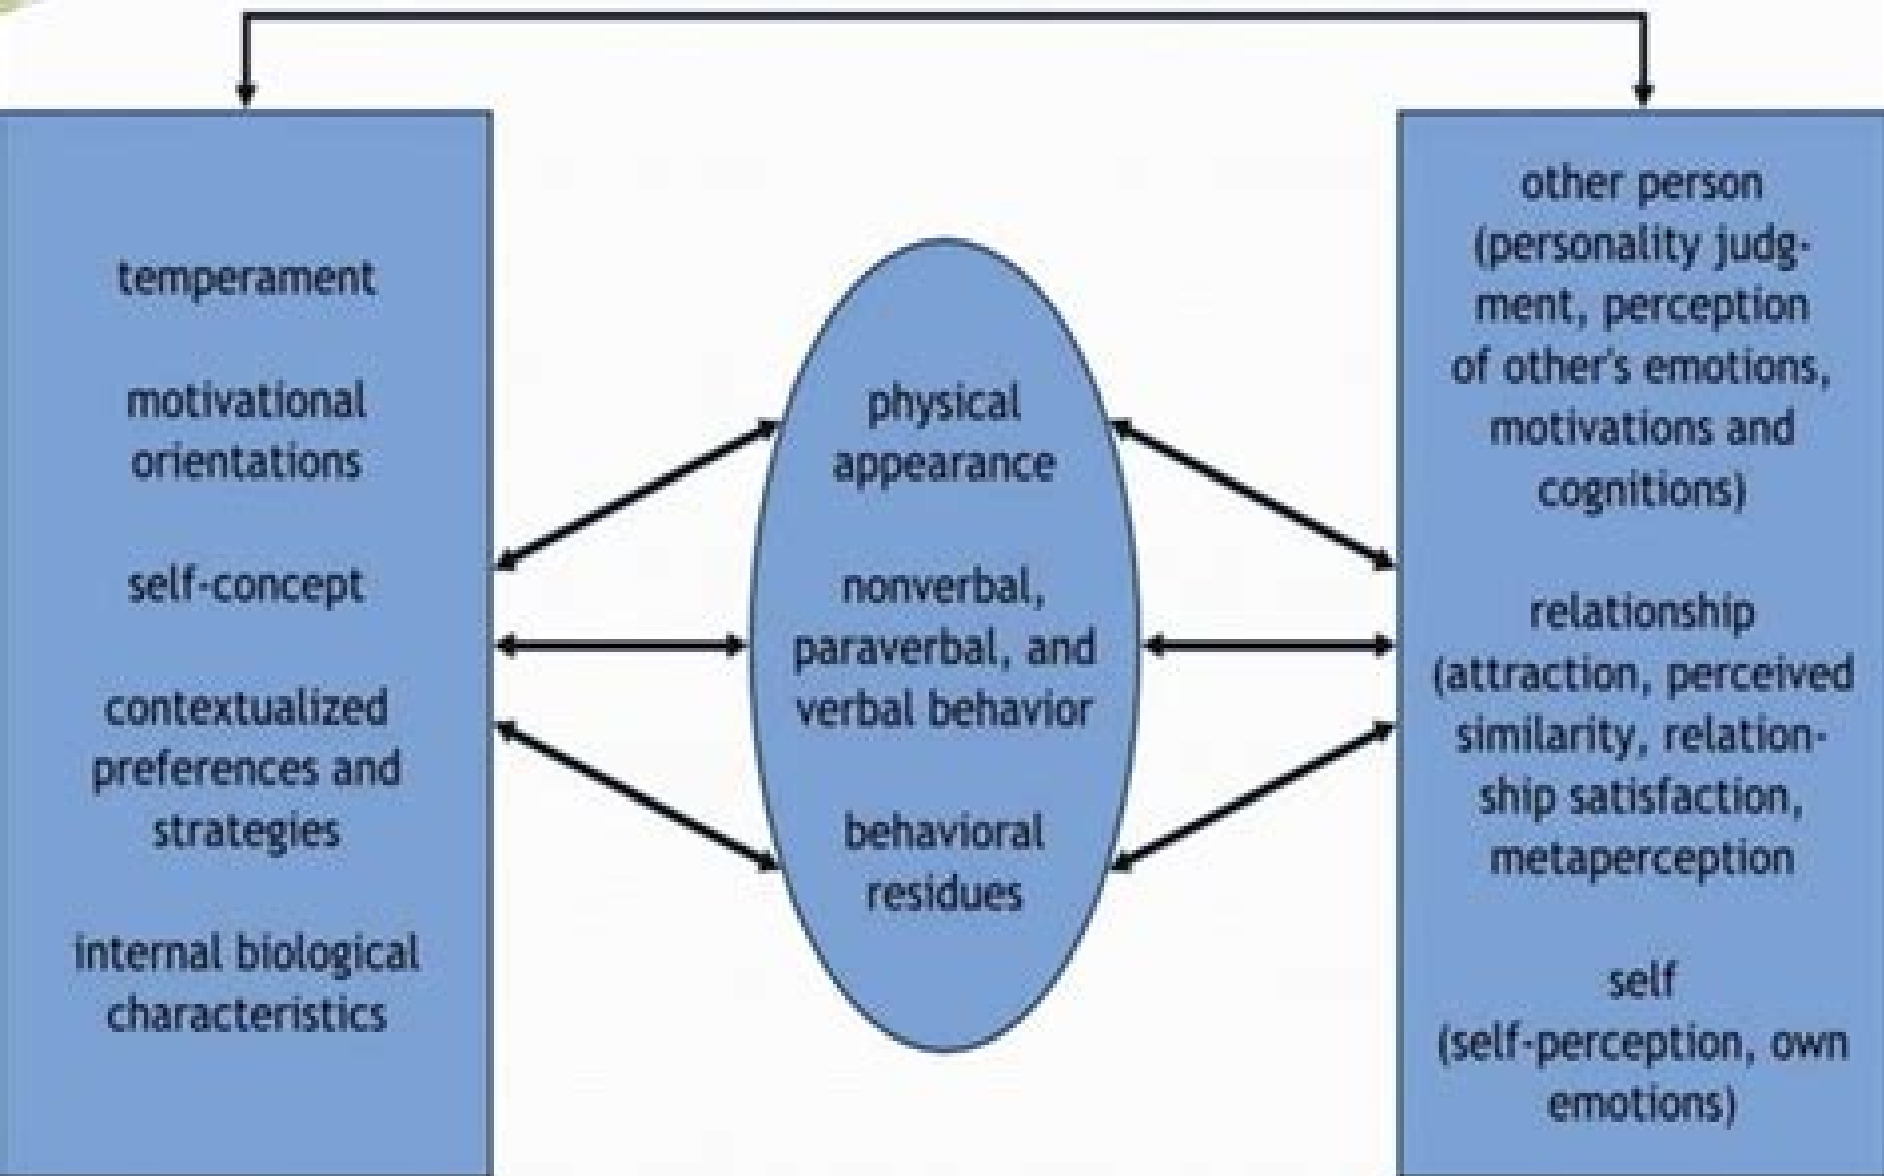 temperament
motivational
orientations
self-concept
contextualized
preferences and
strategies
internal biological
characteristics
physical
appearance
nonverbal,
paraverbal, and
verbal behavior
behavioral
residues
other person
(personality judg-
ment, perception
of other's emotions,
motivations and
cognitions)
relationship
(attraction, perceived
similarity, relation-
ship satisfaction,
metaperception
self
(self-perception, own
emotions)